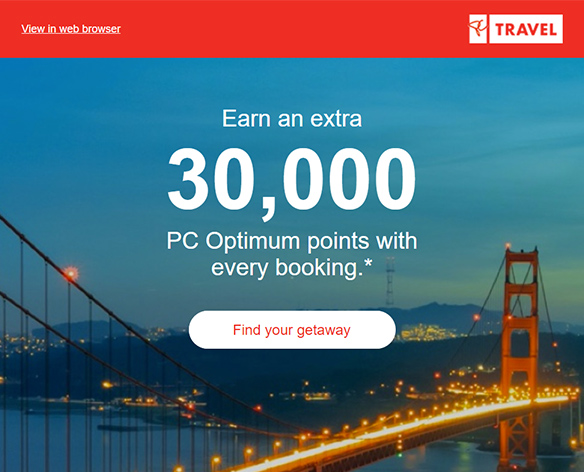 View in web browser
TRAVEL
Earn an extra
30,000
PC Optimum points with
every booking.*
Find your getaway